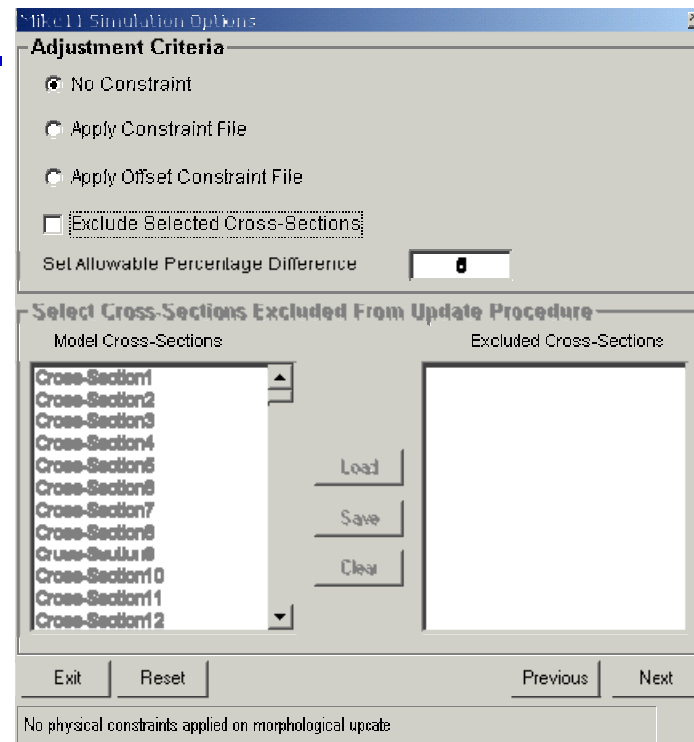 Mike11 Simulation Options
Adjustment Criteria
No Constraint
Apply Constraint File
Apply Offset Constraint File
Exclude Selected Cross-Sections
Set Allowable Percentage Difference
Select Cross-Sections Excluded From Update Procedure
Model Cross-Sections
Excluded Cross-Sections
Cross-Section1
Cross-Section2
Cross-Section3
Cross-Section4
Cross-Section5
Cross-Section6
Cross-Section7
Cross-Section8
Cross-Section9
Cross-Section10
Cross-Section11
Cross-Section12
Load
Save
Clear
Exit
Reset
Previous
Next
No physical constraints applied on morphological update